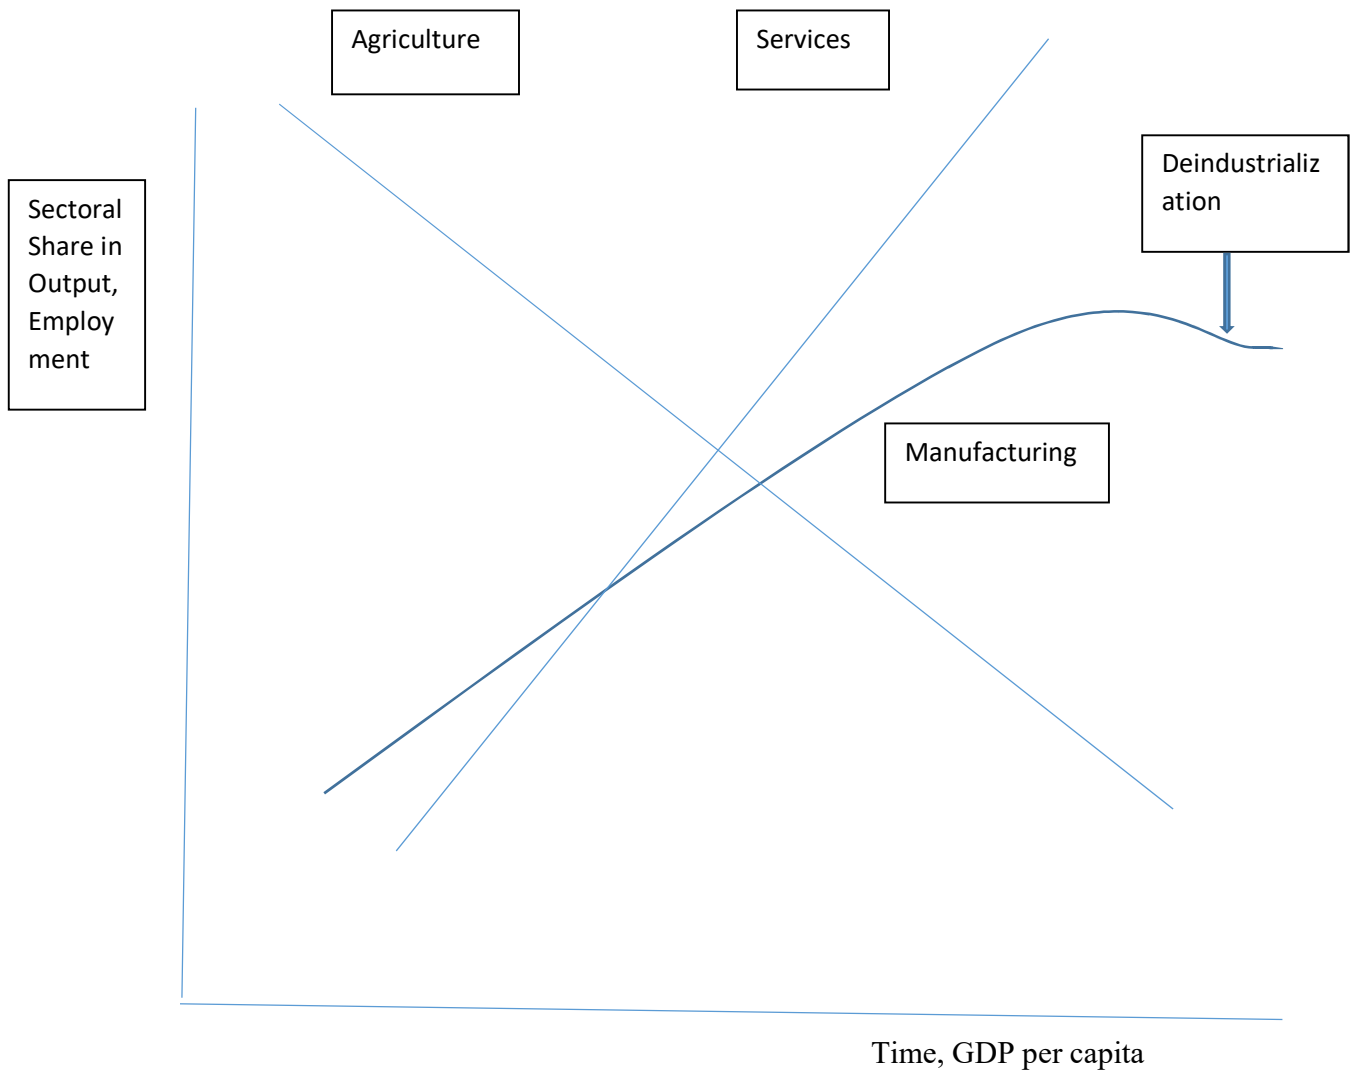 Agriculture
Services
Deindustrializ
ation
Sectoral
Share in
Output,
Employ
ment
Manufacturing
Time, GDP per capita